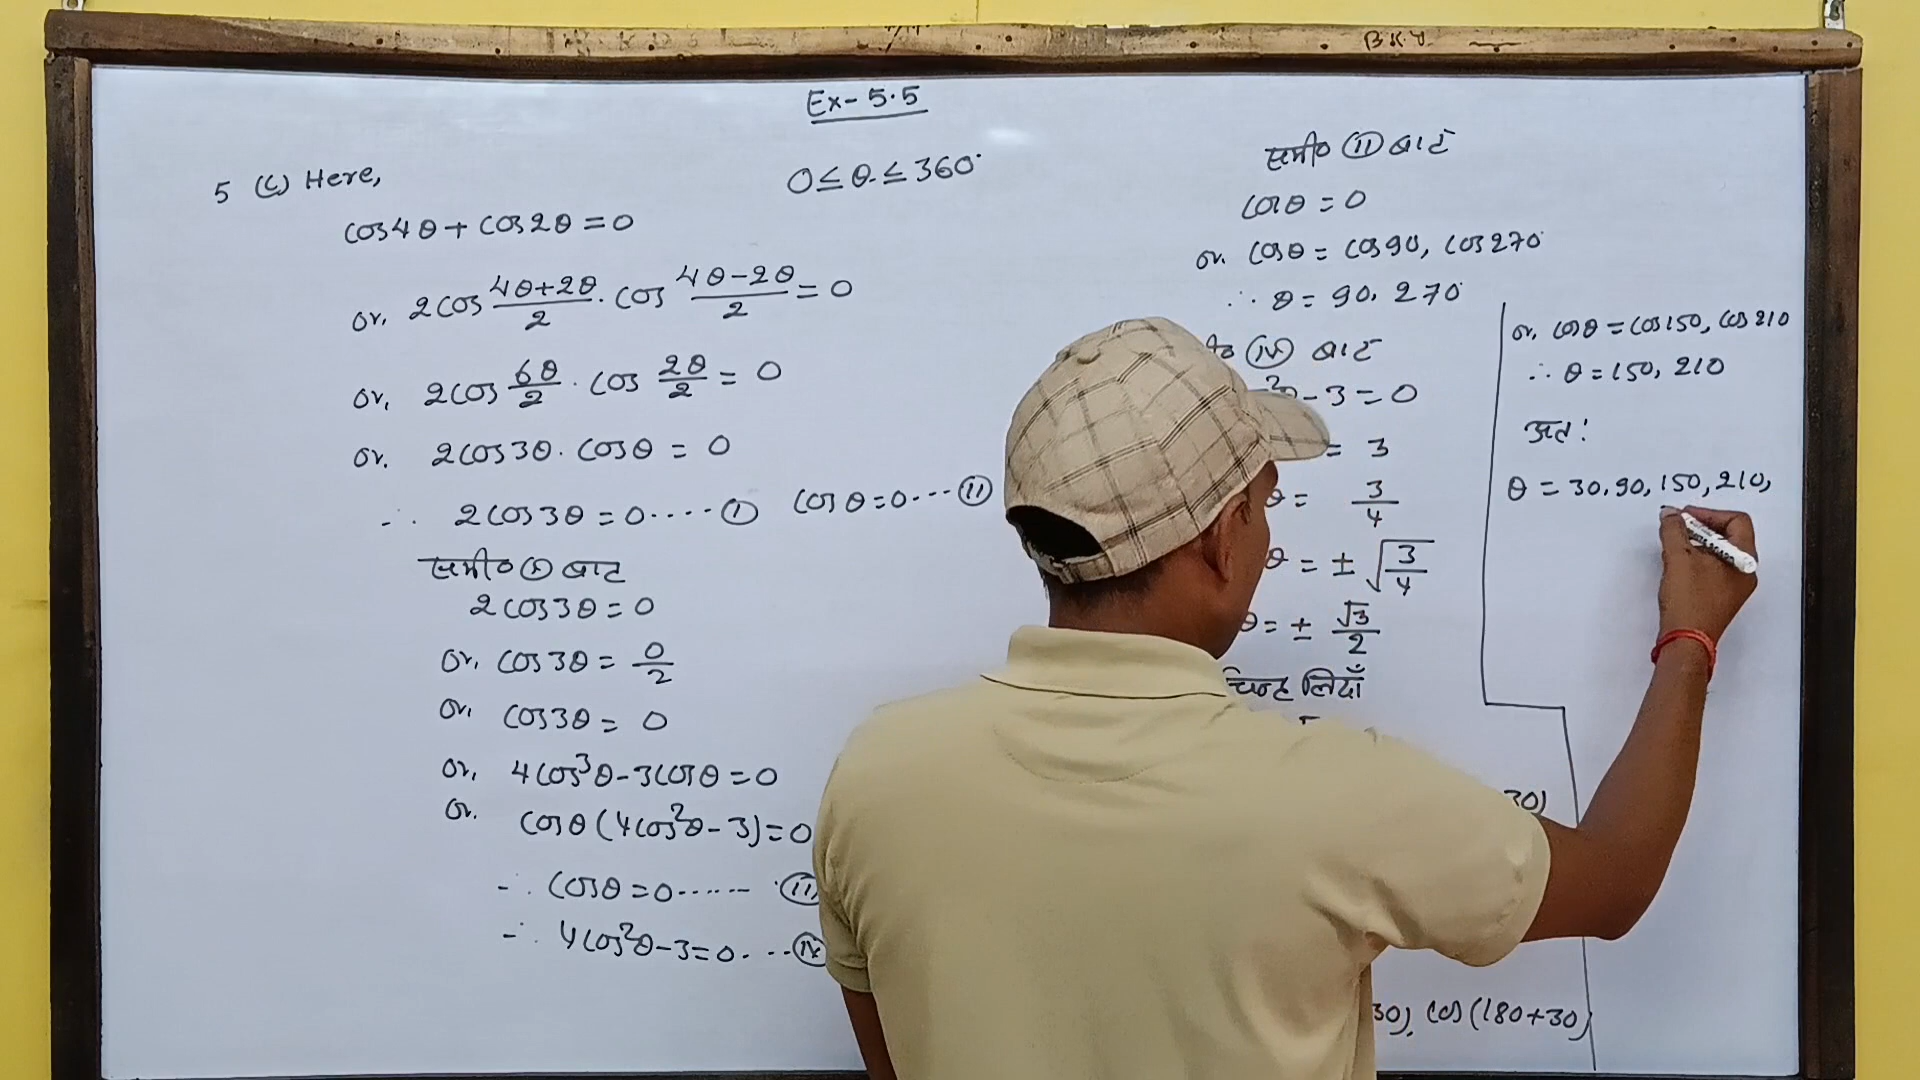 B.K.Y.
Ex- 5.5
5 (c) Here,
0 ≤ θ ≤ 360°
cos4θ + cos2θ = 0
or, 2cos (4θ+2θ)/2 . cos (4θ-2θ)/2 = 0
or, 2cos 6θ/2 . cos 2θ/2 = 0
or. 2cos3θ. cosθ = 0
∴ 2cos3θ = 0 .... (I) cosθ = 0 ... (II)
समी० (I) बाट
2cos3θ = 0
or, cos3θ = 0/2
or, cos3θ = 0
or, 4cos³θ - 3cosθ = 0
or. cosθ (4cos²θ - 3) = 0
∴ cosθ = 0 ......
∴ 4cos²θ - 3 = 0 .... (IV)
समी० (II) बाट
cosθ = 0
or. cosθ = cos90, cos270°
∴ θ = 90, 270°
(IV) बाट
² - 3 = 0
= 3
θ = 3/4
θ = ± √(3/4)
θ = ± √3/2
चिन्ह लिदाँ
30)
30), cos (180+30)
or, cosθ = cos150, cos210
∴ θ = 150, 210
अत:
θ = 30, 90, 150, 210,